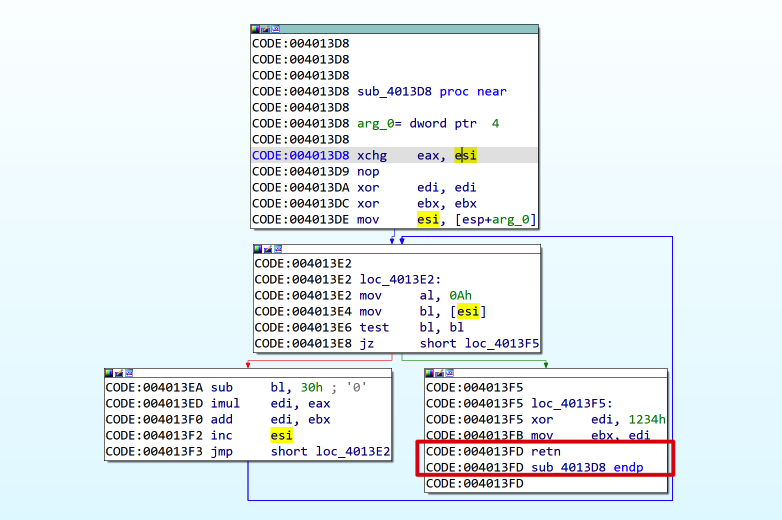 CODE:004013D8
CODE:004013D8
CODE:004013D8
CODE:004013D8 sub_4013D8 proc near
CODE:004013D8
CODE:004013D8 arg_0= dword ptr  4
CODE:004013D8
CODE:004013D8 xchg    eax, esi
CODE:004013D9 nop
CODE:004013DA xor     edi, edi
CODE:004013DC xor     ebx, ebx
CODE:004013DE mov     esi, [esp+arg_0]
CODE:004013E2
CODE:004013E2 loc_4013E2:
CODE:004013E2 mov     al, 0Ah
CODE:004013E4 mov     bl, [esi]
CODE:004013E6 test    bl, bl
CODE:004013E8 jz      short loc_4013F5
CODE:004013EA sub     bl, 30h ; '0'
CODE:004013ED imul    edi, eax
CODE:004013F0 add     edi, ebx
CODE:004013F2 inc     esi
CODE:004013F3 jmp     short loc_4013E2
CODE:004013F5
CODE:004013F5 loc_4013F5:
CODE:004013F5 xor     edi, 1234h
CODE:004013FB mov     ebx, edi
CODE:004013FD retn
CODE:004013FD sub_4013D8 endp
CODE:004013FD